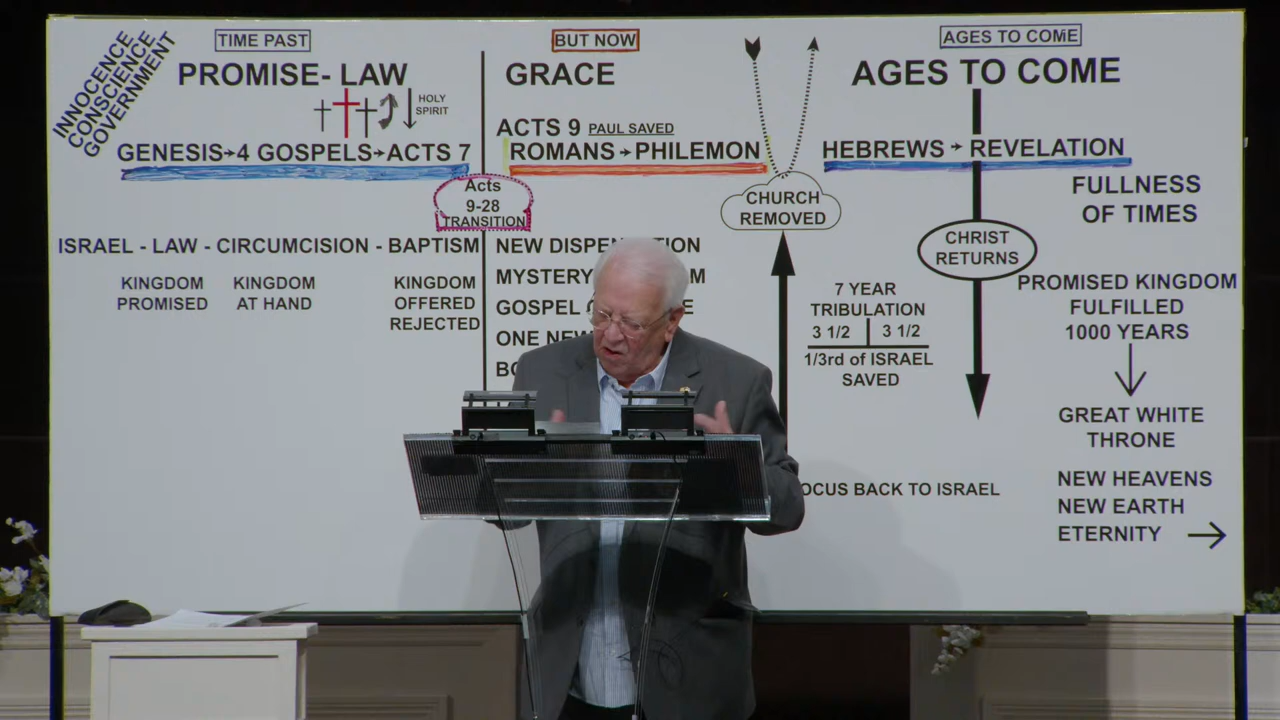 INNOCENCE
CONSCIENCE
GOVERNMENT
TIME PAST
PROMISE- LAW
HOLY
SPIRIT
GENESIS→4 GOSPELS→ACTS 7
Acts
9-28
TRANSITION
ISRAEL - LAW - CIRCUMCISION - BAPTISM
KINGDOM
PROMISED
KINGDOM
AT HAND
KINGDOM
OFFERED
REJECTED
BUT NOW
GRACE
ACTS 9 PAUL SAVED
ROMANS→PHILEMON
NEW
MYSTERY
GOSPEL
ONE
CHURCH
REMOVED
AGES TO COME
AGES TO COME
HEBREWS → REVELATION
FULLNESS
OF TIMES
CHRIST
RETURNS
7 YEAR
TRIBULATION
3 1/2 3 1/2
1/3rd of ISRAEL
SAVED
PROMISED KINGDOM
FULFILLED
1000 YEARS
GREAT WHITE
THRONE
BACK TO ISRAEL
NEW HEAVENS
NEW EARTH
ETERNITY →